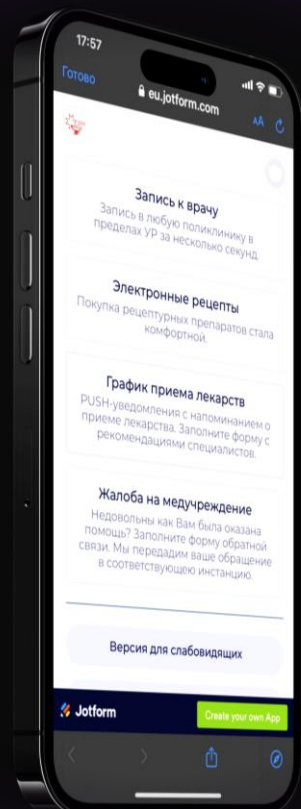 17:57
Готово
eu.jotform.com
AA
Запись к врачу
Запись в любую поликлинику в
пределах УР за несколько секунд.
Электронные рецепты
Покупка рецептурных препаратов стала
комфортной.
График приема лекарств
PUSH-уведомления с напоминанием о
приеме лекарства. Заполните форму с
рекомендациями специалистов.
Жалоба на медучреждение
Недовольны как Вам была оказана
помощь? Заполните форму обратной
связи. Мы передадим ваше обращение
в соответствующею инстанцию.
Версия для слабовидящих
Jotform
Create your own App